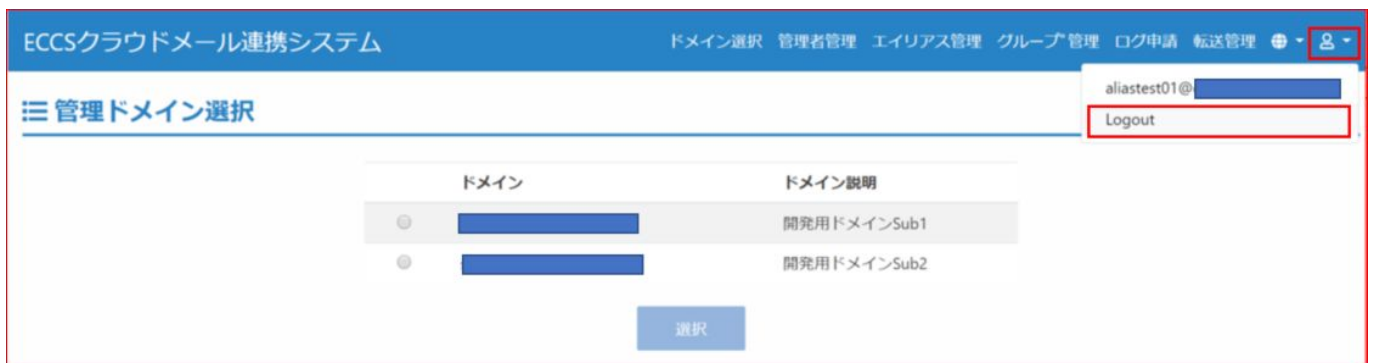 ECCSクラウドメール連携システム
ドメイン選択 管理者管理 エイリアス管理 グループ管理 ログ申請 転送管理
aliastest01@
Logout
管理ドメイン選択
ドメイン ドメイン説明
開発用ドメインSub1
開発用ドメインSub2
選択